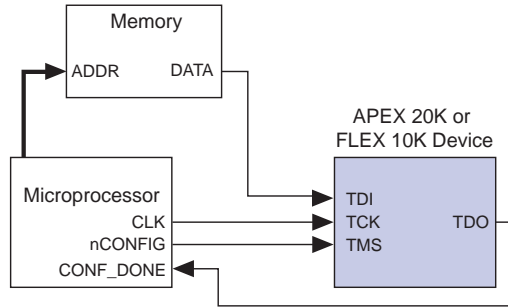 Memory
ADDR
DATA
APEX 20K or
FLEX 10K Device
Microprocessor
CLK
nCONFIG
CONF_DONE
TDI
TCK
TMS
TDO